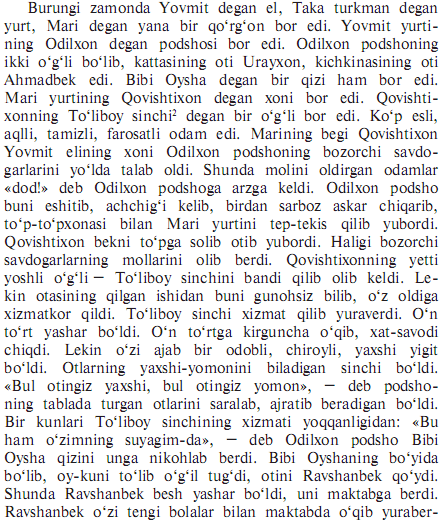 Burungi zamonda Yovmit degan el, Taka turkman degan
yurt, Mari degan yana bir qo‘rg‘on bor edi. Yovmit yurti-
ning Odilxon degan podshosi bor edi. Odilxon podshoning
ikki o‘g‘li bo‘lib, kattasining oti Urayxon, kichkinasining oti
Ahmadbek edi. Bibi Oysha degan bir qizi ham bor edi.
Mari yurtining Qovishtixon degan xoni bor edi. Qovishti-
xonning To‘liboy sinchi² degan bir o‘g‘li bor edi. Ko‘p esli,
aqlli, tamizli, farosatli odam edi. Marining begi Qovishtixon
Yovmit elining xoni Odilxon podshoning bozorchi savdo-
garlarini yo‘lda talab oldi. Shunda molini oldirgan odamlar
«dod!» deb Odilxon podshoga arzga keldi. Odilxon podsho
buni eshitib, achchig‘i kelib, birdan sarboz askar chiqarib,
to‘p-to‘pxonasi bilan Mari yurtini tep-tekis qilib yubordi.
Qovishtixon bekni to‘pga solib otib yubordi. Haligi bozorchi
savdogarlarning mollarini olib berdi. Qovishtixonning yetti
yoshli o‘g‘li — To‘liboy sinchini bandi qilib olib keldi. Le-
kin otasining qilgan ishidan buni gunohsiz bilib, o‘z oldiga
xizmatkor qildi. To‘liboy sinchi xizmat qilib yuraverdi. O‘n
to‘rt yashar bo‘ldi. O‘n to‘rtga kirguncha o‘qib, xat-savodi
chiqdi. Lekin o‘zi ajab bir odobli, chiroyli, yaxshi yigit
bo‘ldi. Otlarning yaxshi-yomonini biladigan sinchi bo‘ldi.
«Bul otingiz yaxshi, bul otingiz yomon», — deb podsho-
ning tablada turgan otlarini saralab, ajratib beradigan bo‘ldi.
Bir kunlari To‘liboy sinchining xizmati yoqqanligidan: «Bu
ham o‘zimning suyagim-da», — deb Odilxon podsho Bibi
Oysha qizini unga nikohlab berdi. Bibi Oyshaning bo‘yida
bo‘lib, oy-kuni to‘lib o‘g‘il tug‘di, otini Ravshanbek qo‘ydi.
Shunda Ravshanbek besh yashar bo‘ldi, uni maktabga berdi.
Ravshanbek o‘zi tengi bolalar bilan maktabda o‘qib yuraber-